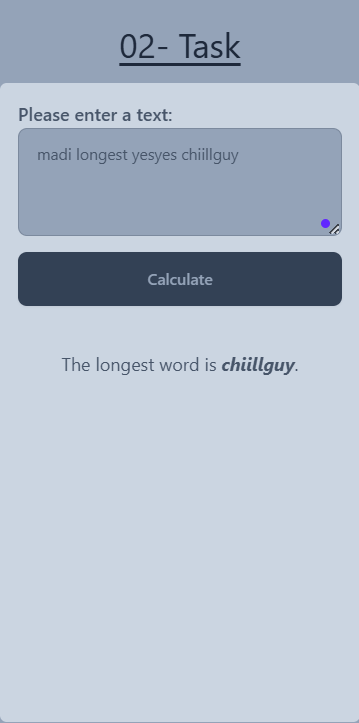 02- Task
Please enter a text:
madi longest yesyes chiillguy
Calculate
The longest word is chiillguy.